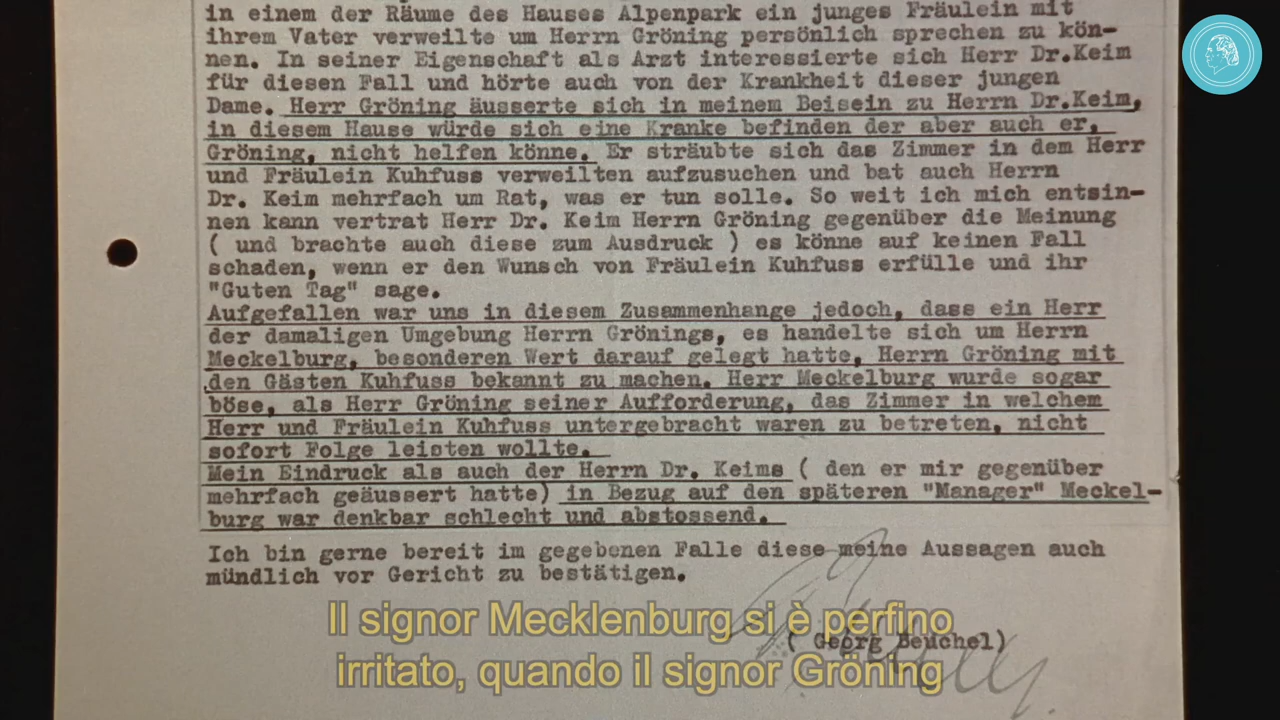 in einem der Räume des Hauses Alpenpark ein junges Fräulein mit
ihrem Vater verweilte um Herrn Gröning persönlich sprechen zu kön-
nen. In seiner Eigenschaft als Arzt interessierte sich Herr Dr.Keim
für diesen Fall und hörte auch von der Krankheit dieser jungen
Dame. Herr Gröning äusserte sich in meinem Beisein zu Herrn Dr.Keim,
in diesem Hause würde sich eine Kranke befinden der aber auch er,
Gröning, nicht helfen könne. Er sträubte sich das Zimmer in dem Herr
und Fräulein Kuhfuss verweilten aufzusuchen und bat auch Herrn
Dr. Keim mehrfach um Rat, was er tun solle. So weit ich mich entsin-
nen kann vertrat Herr Dr. Keim Herrn Gröning gegenüber die Meinung
( und brachte auch diese zum Ausdruck ) es könne auf keinen Fall
schaden, wenn er den Wunsch von Fräulein Kuhfuss erfülle und ihr
"Guten Tag" sage.
Aufgefallen war uns in diesem Zusammenhange jedoch, dass ein Herr
der damaligen Umgebung Herrn Grönings, es handelte sich um Herrn
Meckelburg, besonderen Wert darauf gelegt hatte, Herrn Gröning mit
den Gästen Kuhfuss bekannt zu machen. Herr Meckelburg wurde sogar
böse, als Herr Gröning seiner Aufforderung, das Zimmer in welchem
Herr und Fräulein Kuhfuss untergebracht waren zu betreten, nicht
sofort Folge leisten wollte.
Mein Eindruck als auch der Herrn Dr. Keims ( den er mir gegenüber
mehrfach geäussert hatte) in Bezug auf den späteren "Manager" Meckel-
burg war denkbar schlecht und abstossend.
Ich bin gerne bereit im gegebenen Falle diese meine Aussagen auch
mündlich vor Gericht zu bestätigen.
( Georg Beuchel)
Il signor Mecklenburg si è perfino
irritato, quando il signor Gröning